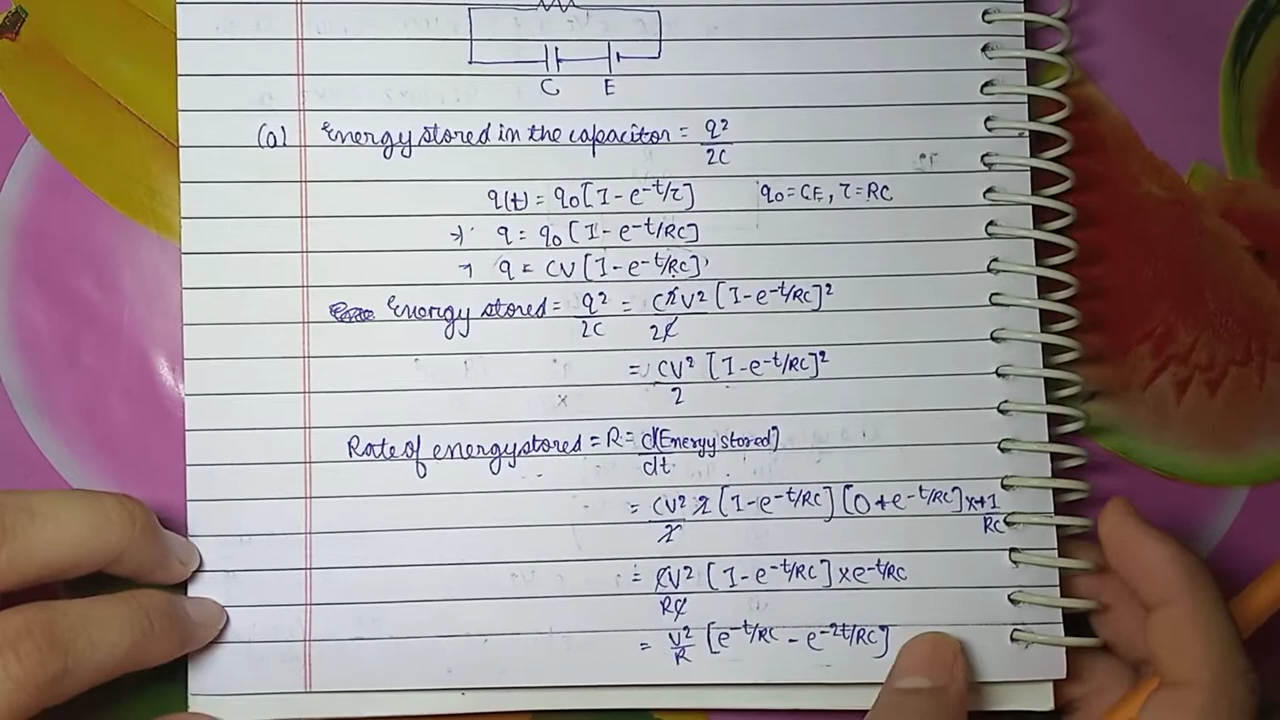 C E
(a) Energy stored in the capacitor = q²/2C
q(t) = q0[1-e-t/τ] q0=CE, τ=RC
→ q = q0[1-e-t/RC]
→ q = CV[1-e-t/RC]
Energy stored = q²/2C = C²V²/2C [1-e-t/RC]²
= CV²/2 [1-e-t/RC]²
Rate of energy stored = R = d(Energy stored)/dt
= CV²/2 2 [1-e-t/RC] [0+e-t/RC] x+1/RC
= CV²/RC [1-e-t/RC] x e-t/RC
= V²/R [e-t/RC - e-2t/RC]